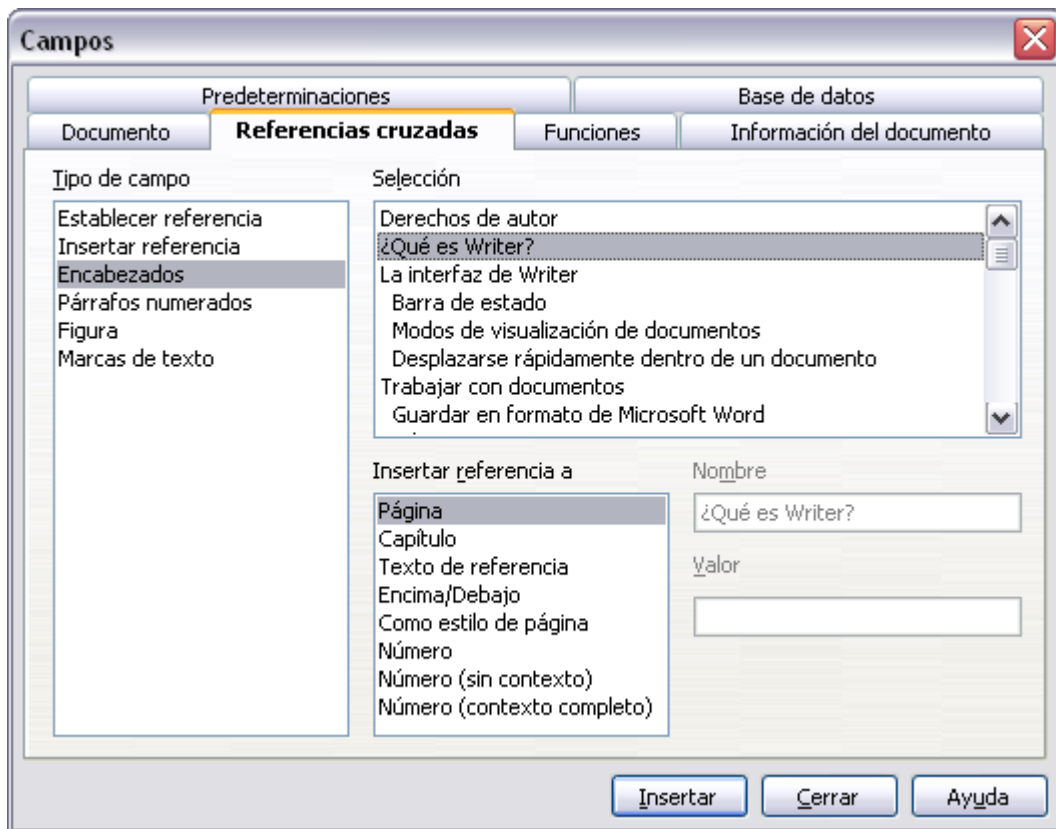 Campos
Predeterminaciones
Base de datos
Documento
Referencias cruzadas
Funciones
Información del documento
Tipo de campo
Establecer referencia
Insertar referencia
Encabezados
Párrafos numerados
Figura
Marcas de texto
Selección
Derechos de autor
¿Qué es Writer?
La interfaz de Writer
Barra de estado
Modos de visualización de documentos
Desplazarse rápidamente dentro de un documento
Trabajar con documentos
Guardar en formato de Microsoft Word
Insertar referencia a
Página
Capítulo
Texto de referencia
Encima/Debajo
Como estilo de página
Número
Número (sin contexto)
Número (contexto completo)
Nombre
¿Qué es Writer?
Valor
Insertar
Cerrar
Ayuda